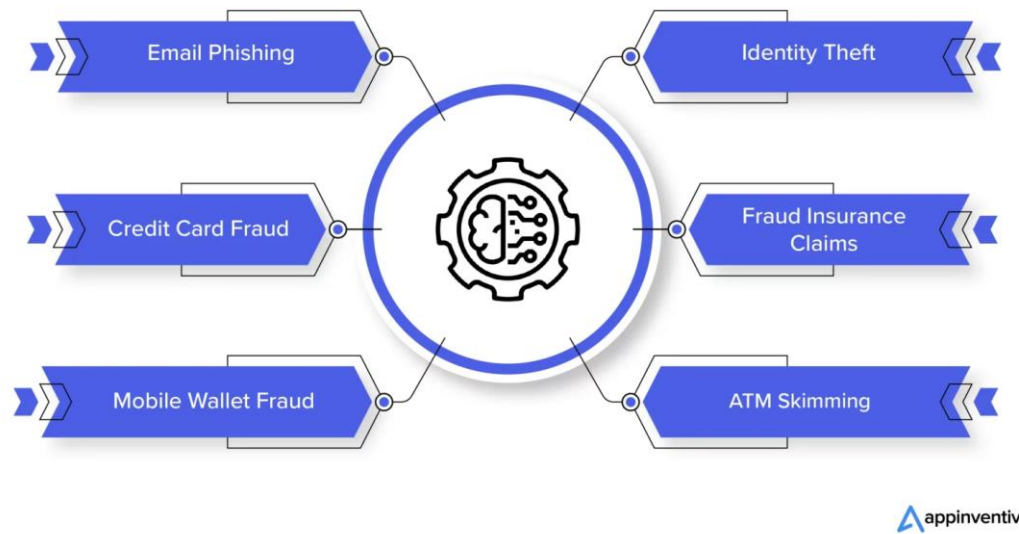 Email Phishing
Identity Theft
Credit Card Fraud
Fraud Insurance
Claims
Mobile Wallet Fraud
ATM Skimming
appinventiv